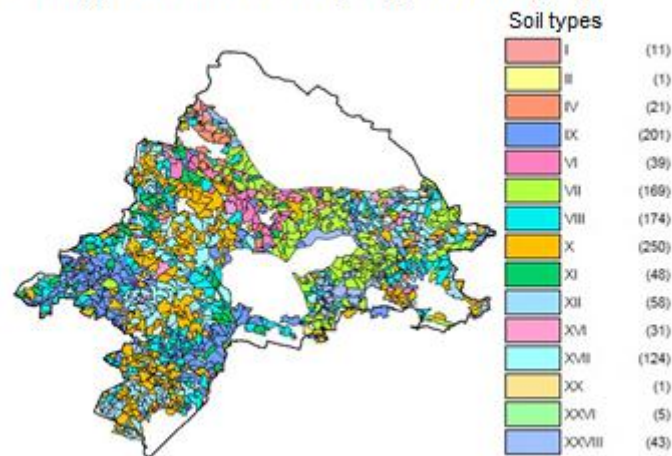 Soil types
I (11)
III (1)
IV (21)
IX (201)
VI (39)
VII (169)
VIII (174)
X (250)
XI (48)
XII (58)
XVI (31)
XVII (124)
XX (1)
XXVI (5)
XXVIII (43)